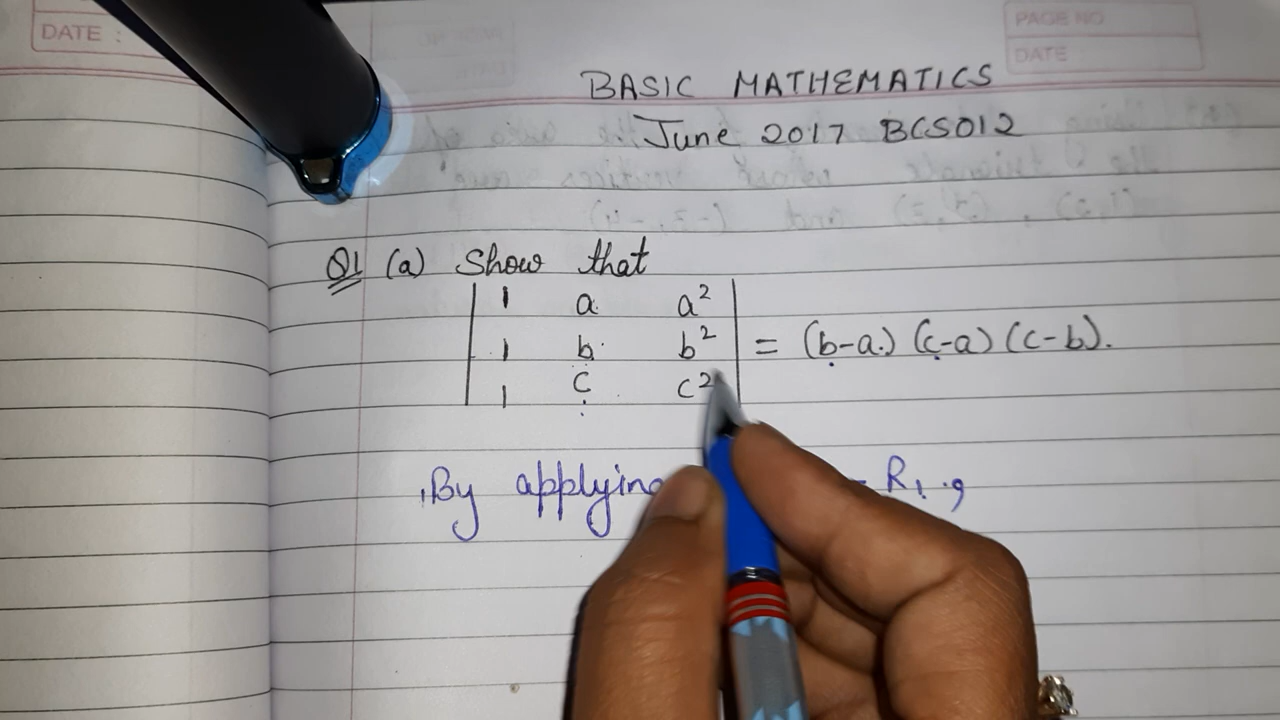 DATE :
PAGE NO
DATE
BASIC MATHEMATICS
June 2017 BCS012
Q1 (a) Show that
| 1 a a² |
| 1 b b² | = (b-a) (c-a) (c-b).
| 1 c c² |
By applying - R₁ ,